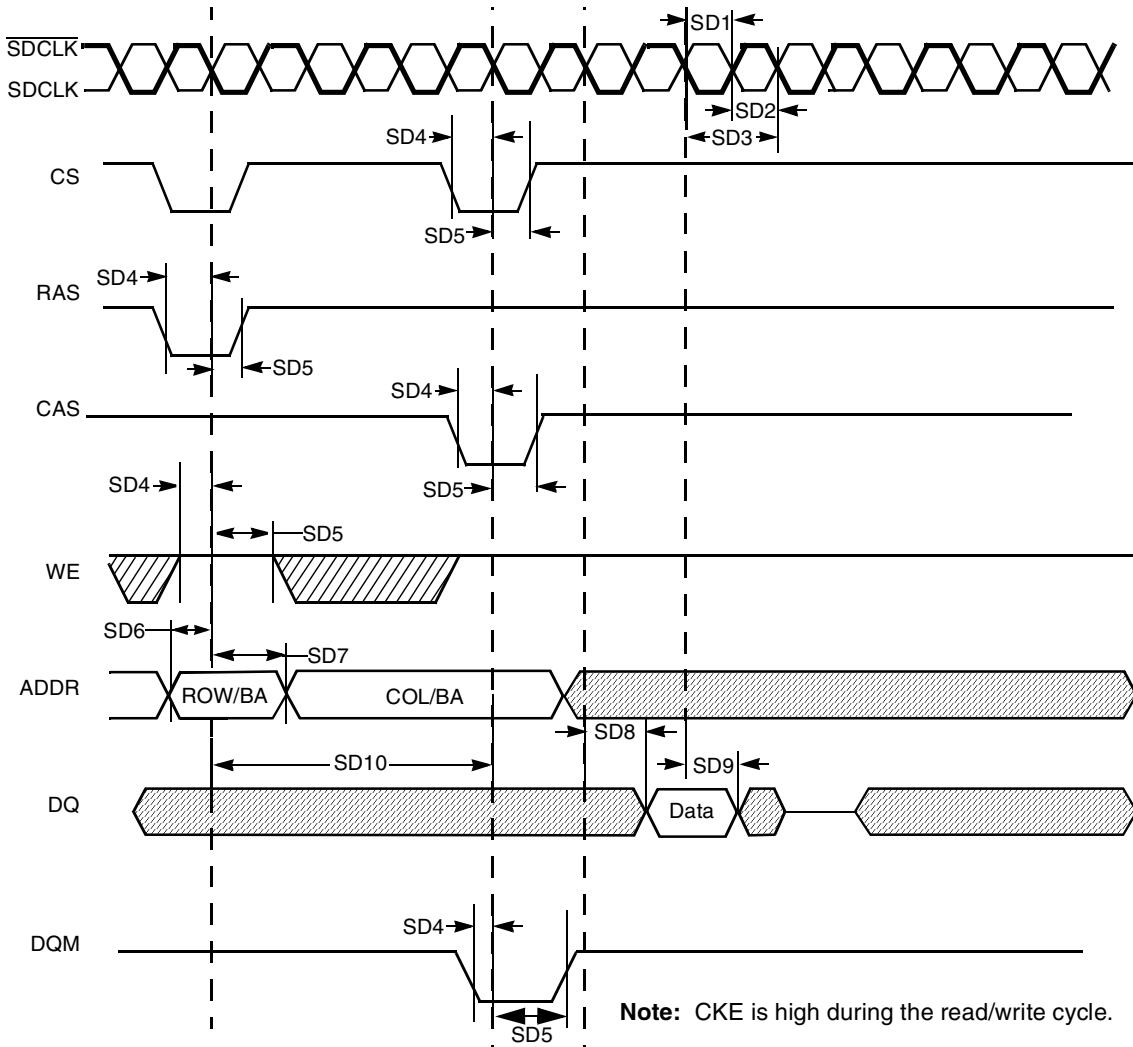 SD1
SDCLK
SDCLK
SD2
SD4
SD3
CS
SD5
SD4
RAS
SD5
SD4
CAS
SD4
SD5
SD5
WE
SD6
SD7
ADDR
ROW/BA
COL/BA
SD8
SD10
SD9
DQ
Data
SD4
DQM
Note: CKE is high during the read/write cycle.
SD5